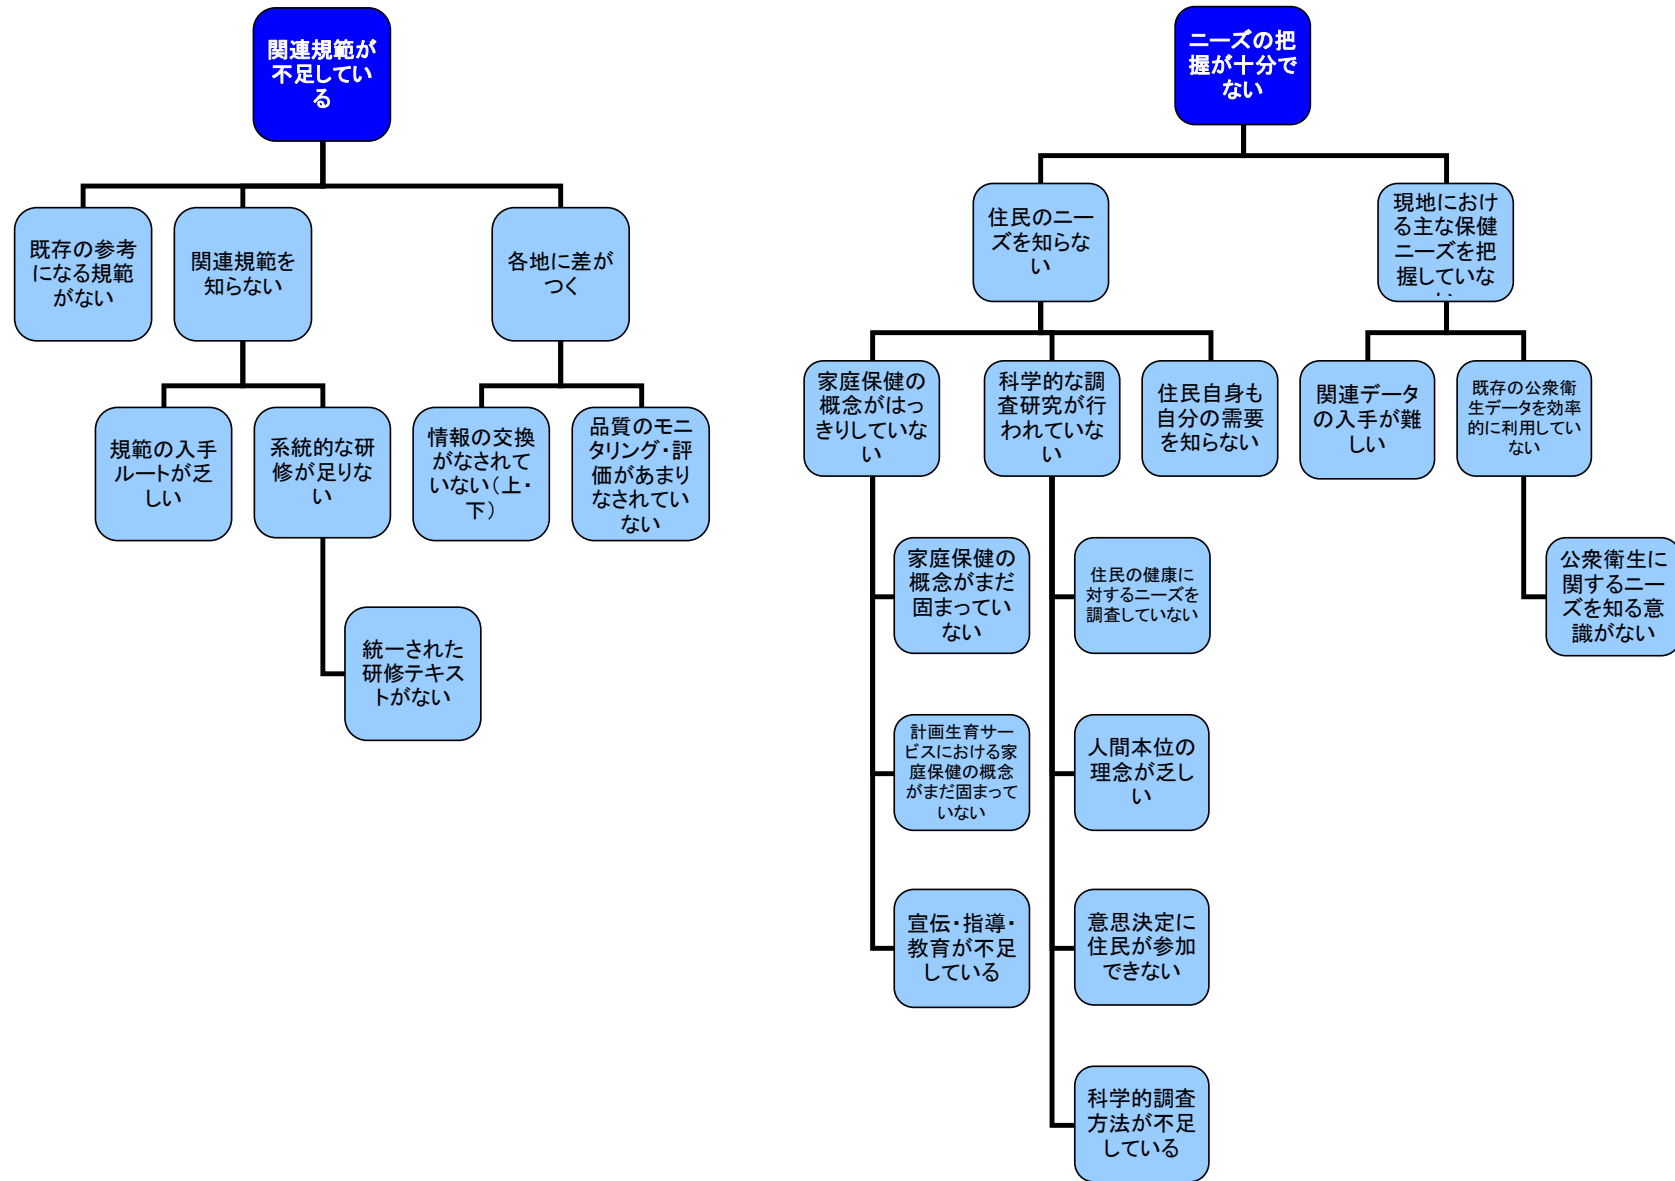 関連規範が
不足してい
る
ニーズの把
握が十分で
ない
既存の参考
になる規範
がない
関連規範を
知らない
各地に差が
つく
住民のニー
ズを知らな
い
現地におけ
る主な保健
ニーズを把
握していな
い
規範の入手
ルートが乏
しい
系統的な研
修が足りな
い
情報の交換
がなされて
いない(上・
下)
品質のモニ
タリング・評
価があまり
なされてい
ない
家庭保健の
概念がはっ
きりしていな
い
科学的な調
査研究が行
われていな
い
住民自身も
自分の需要
を知らない
関連データ
の入手が難
しい
既存の公衆衛
生データを効率
的に利用してい
ない
統一された
研修テキス
トがない
家庭保健の
概念がまだ
固まってい
ない
住民の健康に
対するニーズを
調査していない
公衆衛生に
関するニー
ズを知る意
識がない
計画生育サー
ビスにおける家
庭保健の概念
がまだ固まって
いない
人間本位の
理念が乏し
い
宣伝・指導・
教育が不足
している
意思決定に
住民が参加
できない
科学的調査
方法が不足
している